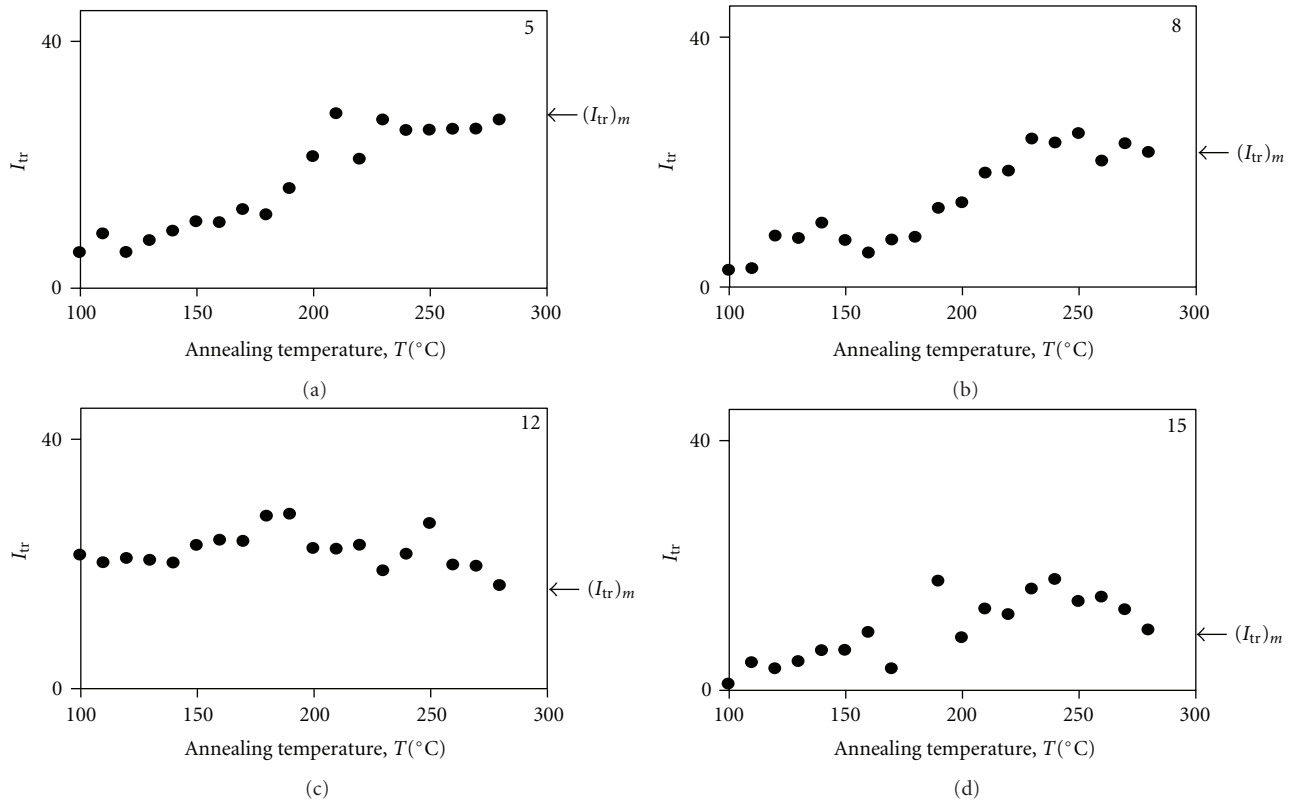 5
40
I_tr
0
100 150 200 250 300
Annealing temperature, T(°C)
(I_tr)_m
(a)
8
40
I_tr
0
100 150 200 250 300
Annealing temperature, T(°C)
(I_tr)_m
(b)
12
40
I_tr
0
100 150 200 250 300
Annealing temperature, T(°C)
(I_tr)_m
(c)
15
40
I_tr
0
100 150 200 250 300
Annealing temperature, T(°C)
(I_tr)_m
(d)